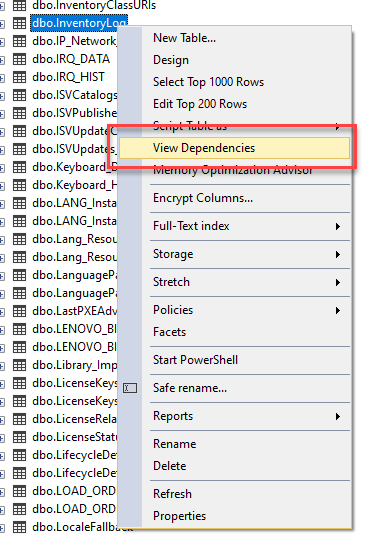 dbo.InventoryClassURIs
dbo.InventoryLog
dbo.IP_Network_
dbo.IRQ_DATA
dbo.IRQ_HIST
dbo.ISVCatalogs
dbo.ISVPublishe
dbo.ISVUpdate
dbo.ISVUpdates_
dbo.Keyboard_D
dbo.Keyboard_H
dbo.LANG_Insta
dbo.LANG_Insta
dbo.Lang_Resou
dbo.Lang_Resou
dbo.LanguagePa
dbo.LanguagePa
dbo.LastPXEAdv
dbo.LENOVO_BI
dbo.LENOVO_BI
dbo.Library_Imp
dbo.LicenseKeys
dbo.LicenseKeys
dbo.LicenseRela
dbo.LicenseStatu
dbo.LifecycleDe
dbo.LifecycleDe
dbo.LOAD_ORD
dbo.LOAD_ORD
dbo.LocaleFallback
New Table...
Design
Select Top 1000 Rows
Edit Top 200 Rows
Script Table as
View Dependencies
Memory Optimization Advisor
Encrypt Columns...
Full-Text index
Storage
Stretch
Policies
Facets
Start PowerShell
Safe rename...
Reports
Rename
Delete
Refresh
Properties